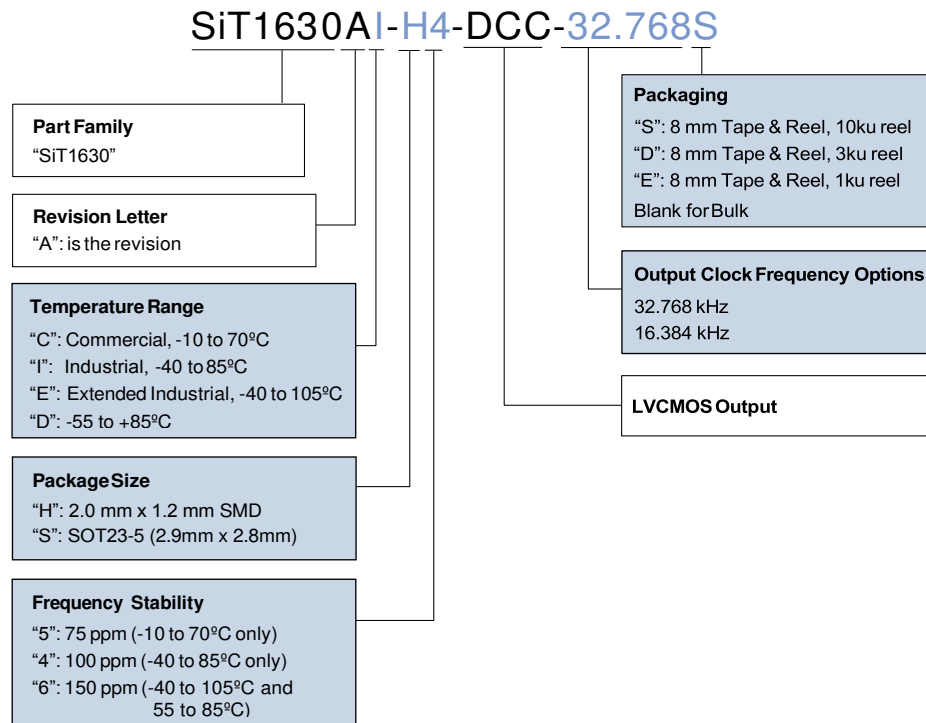 SiT1630AI-H4-DCC-32.768S
Part Family
“SiT1630”
Revision Letter
“A”: is the revision
Temperature Range
“C”: Commercial, -10 to 70ºC
“I”: Industrial, -40 to 85ºC
“E”: Extended Industrial, -40 to 105ºC
“D”: -55 to +85ºC
Package Size
“H”: 2.0 mm x 1.2 mm SMD
“S”: SOT23-5 (2.9mm x 2.8mm)
Frequency Stability
“5”: 75 ppm (-10 to 70ºC only)
“4”: 100 ppm (-40 to 85ºC only)
“6”: 150 ppm (-40 to 105ºC and
55 to 85ºC)
Packaging
“S”: 8 mm Tape & Reel, 10ku reel
“D”: 8 mm Tape & Reel, 3ku reel
“E”: 8 mm Tape & Reel, 1ku reel
Blank for Bulk
Output Clock Frequency Options
32.768 kHz
16.384 kHz
LVCMOS Output